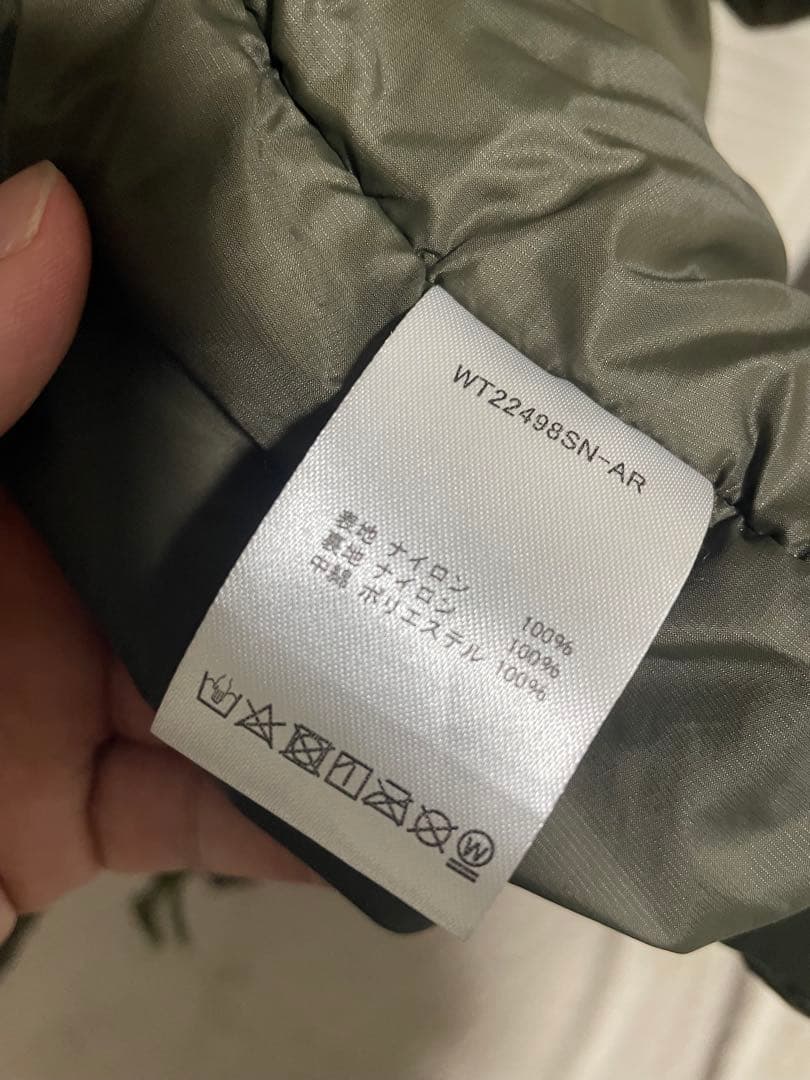 WT22498SN-AR
表地 ナイロン 100%
裏地 ナイロン 100%
中綿 ポリエステル 100%
W